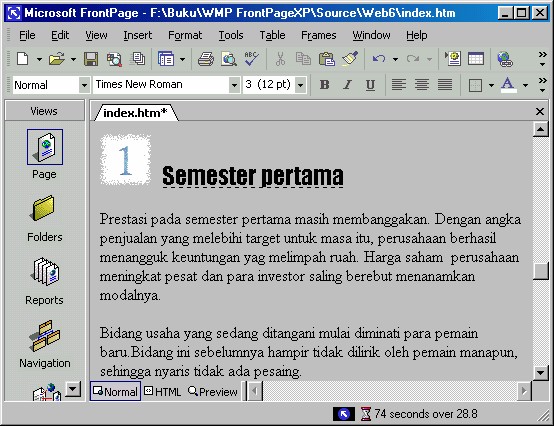 Microsoft FrontPage - F:\Buku\WMP FrontPageXP\Source\Web6\index.htm
File Edit View Insert Format Tools Table Frames Window Help
Normal Times New Roman 3 (12 pt) B I U A
Views
index.htm*
Page
Folders
Reports
Navigation
1 Semester pertama
Prestasi pada semester pertama masih membanggakan. Dengan angka
penjualan yang melebihi target untuk masa itu, perusahaan berhasil
menangguk keuntungan yag melimpah ruah. Harga saham perusahaan
meningkat pesat dan para investor saling berebut menanamkan
modalnya.
Bidang usaha yang sedang ditangani mulai diminati para pemain
baru.Bidang ini sebelumnya hampir tidak dilirik oleh pemain manapun,
sehingga nyaris tidak ada pesaing.
Normal HTML Preview
74 seconds over 28.8